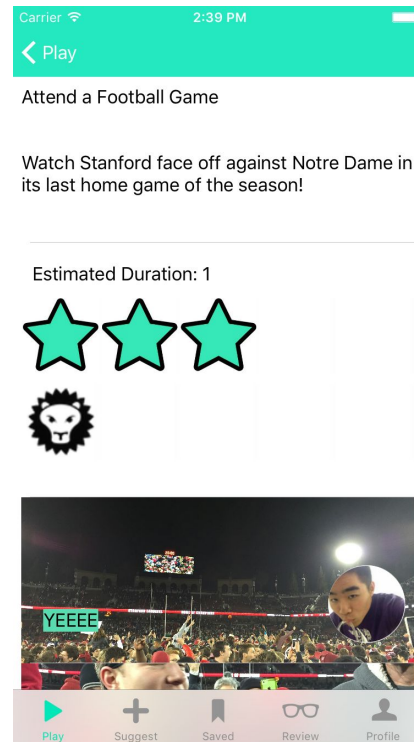 Carrier 2:39 PM
Play
Attend a Football Game
Watch Stanford face off against Notre Dame in
its last home game of the season!
Estimated Duration: 1
YEEEE
Play Suggest Saved Review Profile